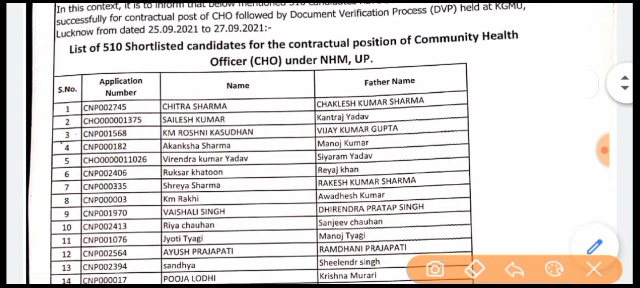 In this context, it is to inform that below mentioned 510 candidates
successfully for contractual post of CHO followed by Document Verification Process (DVP) held at KGMU,
Lucknow from dated 25.09.2021 to 27.09.2021:-
List of 510 Shortlisted candidates for the contractual position of Community Health
Officer (CHO) under NHM, UP.
S.No. Application Number Name Father Name
1 CNP002745 CHITRA SHARMA CHAKLESH KUMAR SHARMA
2 CHO000001375 SAILESH KUMAR Kantraj Yadav
3 CNP001568 KM ROSHNI KASUDHAN VIJAY KUMAR GUPTA
4 CNP000182 Akanksha Sharma Manoj Kumar
5 CHO0000011026 Virendra kumar Yadav Siyaram Yadav
6 CNP002406 Ruksar khatoon Reyaj khan
7 CNP000335 Shreya Sharma RAKESH KUMAR SHARMA
8 CNP000003 Km Rakhi Awadhesh Kumar
9 CNP001970 VAISHALI SINGH DHIRENDRA PRATAP SINGH
10 CNP002413 Riya chauhan Sanjeev chauhan
11 CNP001076 Jyoti Tyagi Manoj Tyagi
12 CNP002564 AYUSH PRAJAPATI RAMDHANI PRAJAPATI
13 CNP002394 sandhya Sheelendr singh
14 CNP000017 POOJA LODHI Krishna Murari